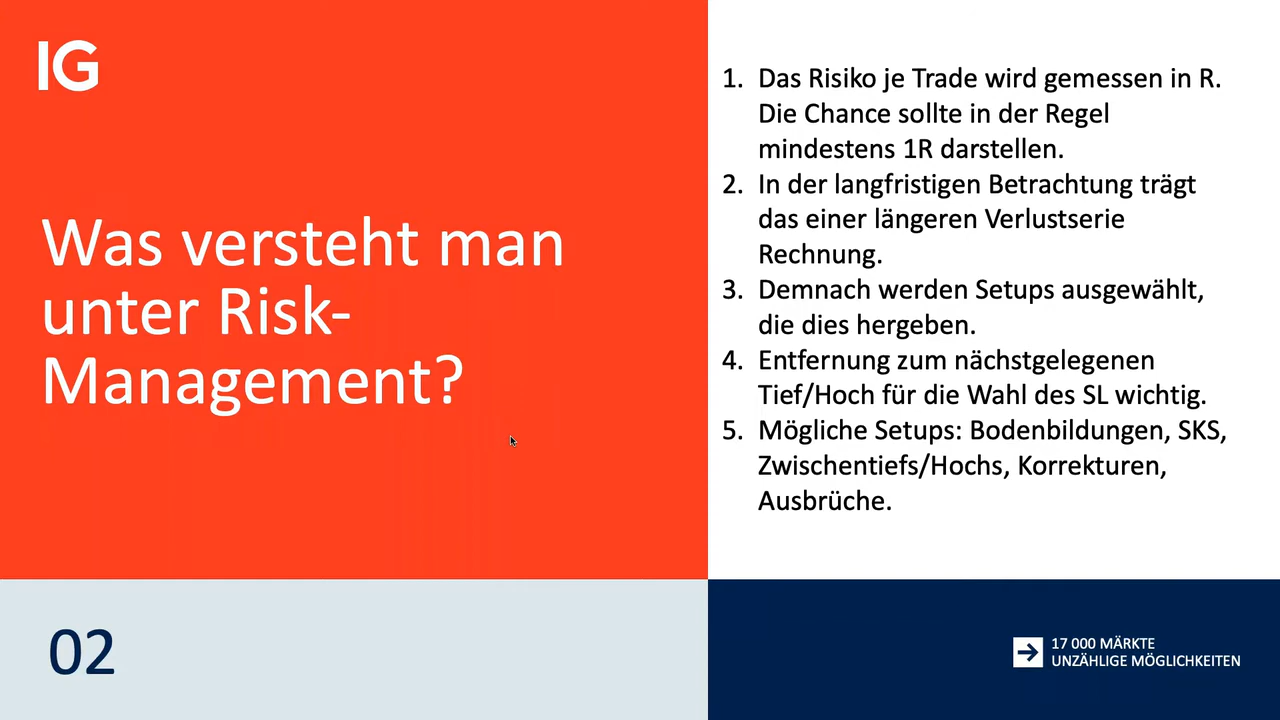 IG
Was versteht man
unter Risk-
Management?
1. Das Risiko je Trade wird gemessen in R.
Die Chance sollte in der Regel
mindestens 1R darstellen.
2. In der langfristigen Betrachtung trägt
das einer längeren Verlustserie
Rechnung.
3. Demnach werden Setups ausgewählt,
die dies hergeben.
4. Entfernung zum nächstgelegenen
Tief/Hoch für die Wahl des SL wichtig.
5. Mögliche Setups: Bodenbildungen, SKS,
Zwischentiefs/Hochs, Korrekturen,
Ausbrüche.
02
17 000 MÄRKTE
UNZÄHLIGE MÖGLICHKEITEN